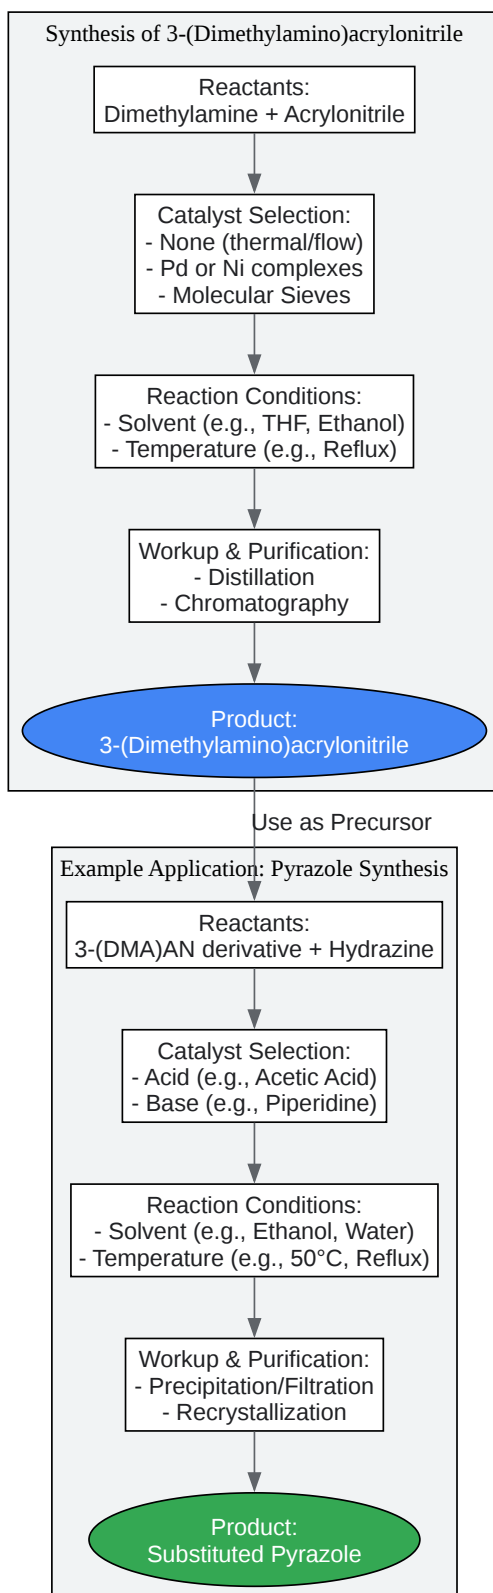 Synthesis of 3-(Dimethylamino)acrylonitrile
Reactants:
Dimethylamine + Acrylonitrile
Catalyst Selection:
- None (thermal/flow)
- Pd or Ni complexes
- Molecular Sieves
Reaction Conditions:
- Solvent (e.g., THF, Ethanol)
- Temperature (e.g., Reflux)
Workup & Purification:
- Distillation
- Chromatography
Product:
3-(Dimethylamino)acrylonitrile
Use as Precursor
Example Application: Pyrazole Synthesis
Reactants:
3-(DMA)AN derivative + Hydrazine
Catalyst Selection:
- Acid (e.g., Acetic Acid)
- Base (e.g., Piperidine)
Reaction Conditions:
- Solvent (e.g., Ethanol, Water)
- Temperature (e.g., 50°C, Reflux)
Workup & Purification:
- Precipitation/Filtration
- Recrystallization
Product:
Substituted Pyrazole